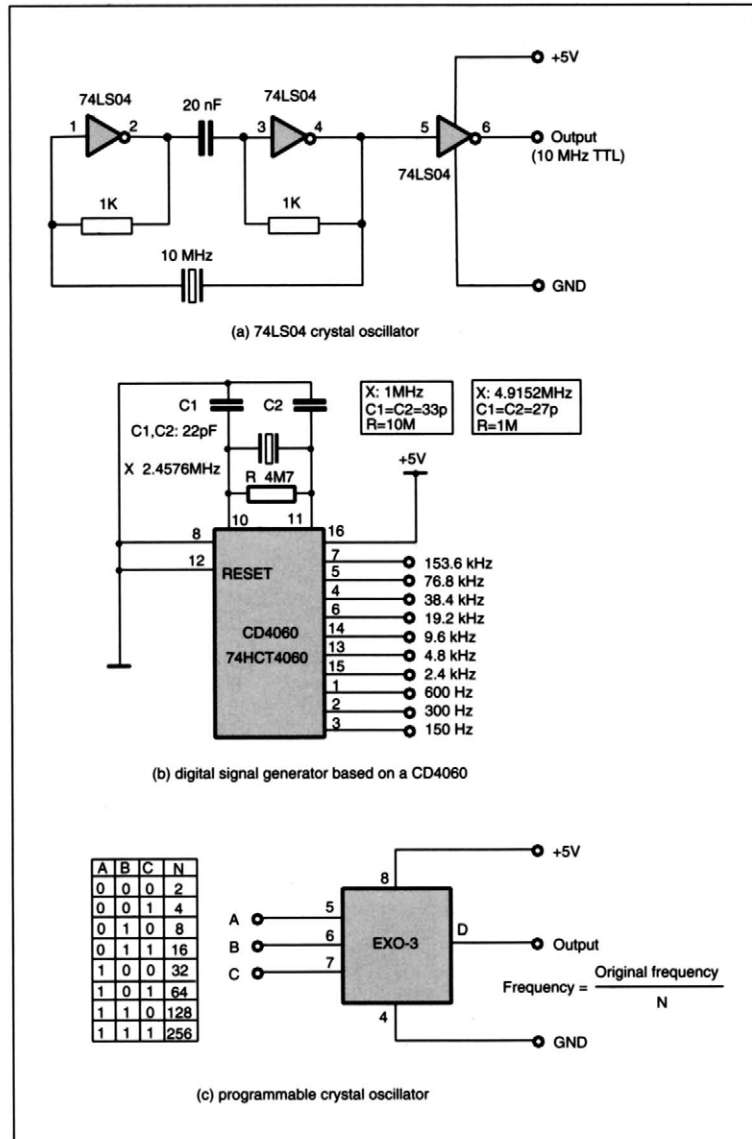 +5V
74LS04
20 nF
74LS04
1 2 3 4 5 6
Output
(10 MHz TTL)
74LS04
1K
1K
10 MHz
GND
(a) 74LS04 crystal oscillator
C1 C2
C1,C2: 22pF
X 2.4576MHz
R 4M7
X: 1MHz
C1=C2=33p
R=10M
X: 4.9152MHz
C1=C2=27p
R=1M
+5V
10 11
8 16
12 RESET
CD4060
74HCT4060
7 153.6 kHz
5 76.8 kHz
4 38.4 kHz
6 19.2 kHz
14 9.6 kHz
13 4.8 kHz
15 2.4 kHz
1 600 Hz
2 300 Hz
3 150 Hz
(b) digital signal generator based on a CD4060
A B C N
0 0 0 2
0 0 1 4
0 1 0 8
0 1 1 16
1 0 0 32
1 0 1 64
1 1 0 128
1 1 1 256
+5V
8
A 5
B 6
C 7
EXO-3
D
Output
4
GND
Frequency = Original frequency
N
(c) programmable crystal oscillator